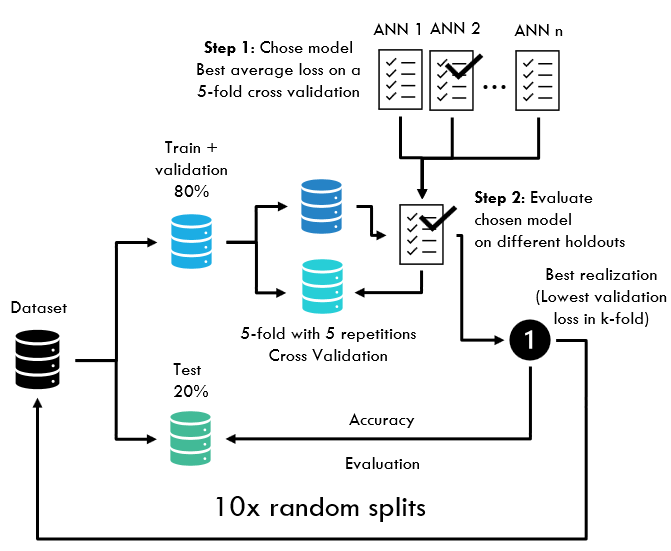 ANN 1 ANN 2 ANN n
Step 1: Chose model
Best average loss on a
5-fold cross validation
...
Train +
validation
80%
Step 2: Evaluate
chosen model
on different holdouts
Best realization
(Lowest validation
loss in k-fold)
Dataset
5-fold with 5 repetitions
Cross Validation
1
Test
20%
Accuracy
Evaluation
10x random splits